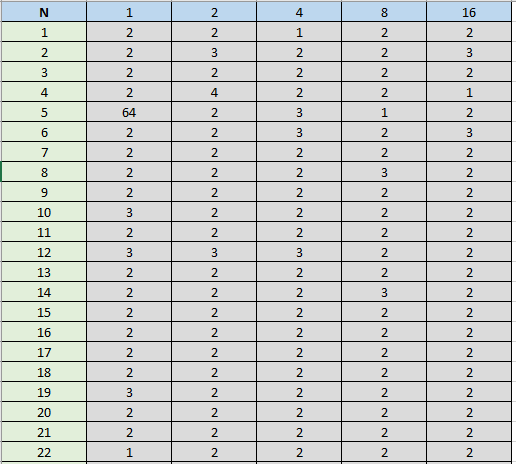 N 1 2 4 8 16
1 2 2 1 2 2
2 2 3 2 2 3
3 2 2 2 2 2
4 2 4 2 2 1
5 64 2 3 1 2
6 2 2 3 2 3
7 2 2 2 2 2
8 2 2 2 3 2
9 2 2 2 2 2
10 3 2 2 2 2
11 2 2 2 2 2
12 3 3 3 2 2
13 2 2 2 2 2
14 2 2 2 3 2
15 2 2 2 2 2
16 2 2 2 2 2
17 2 2 2 2 2
18 2 2 2 2 2
19 3 2 2 2 2
20 2 2 2 2 2
21 2 2 2 2 2
22 1 2 2 2 2